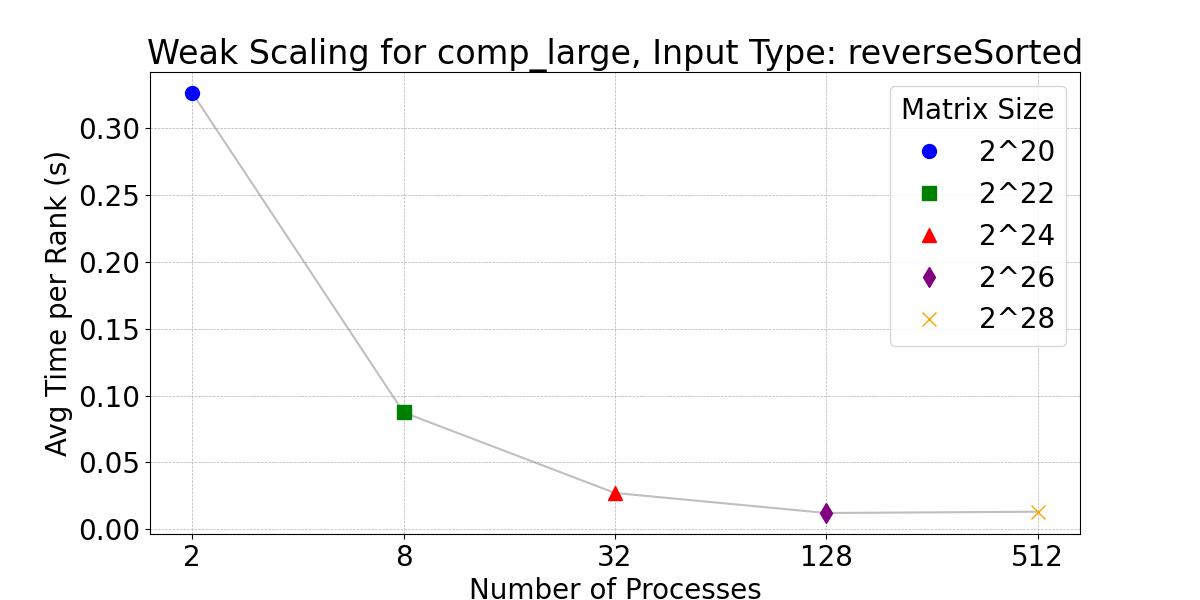 Weak Scaling for comp_large, Input Type: reverseSorted
Avg Time per Rank (s)
0.30
0.25
0.20
0.15
0.10
0.05
0.00
Matrix Size
2^20
2^22
2^24
2^26
2^28
2 8 32 128 512
Number of Processes